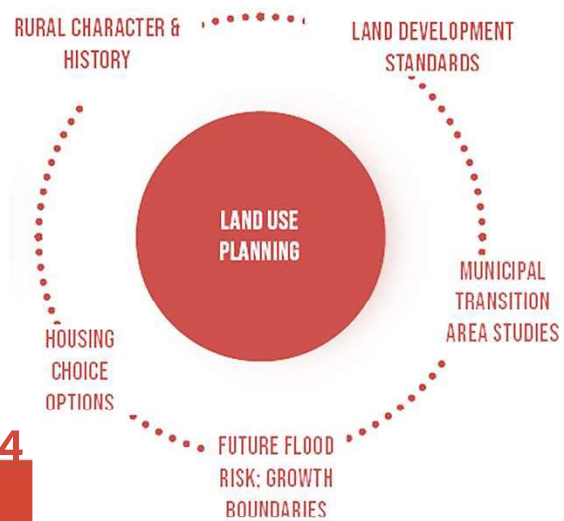 RURAL CHARACTER &
HISTORY
LAND DEVELOPMENT
STANDARDS
LAND USE
PLANNING
MUNICIPAL
TRANSITION
AREA STUDIES
HOUSING
CHOICE
OPTIONS
FUTURE FLOOD
RISK; GROWTH
BOUNDARIES
4